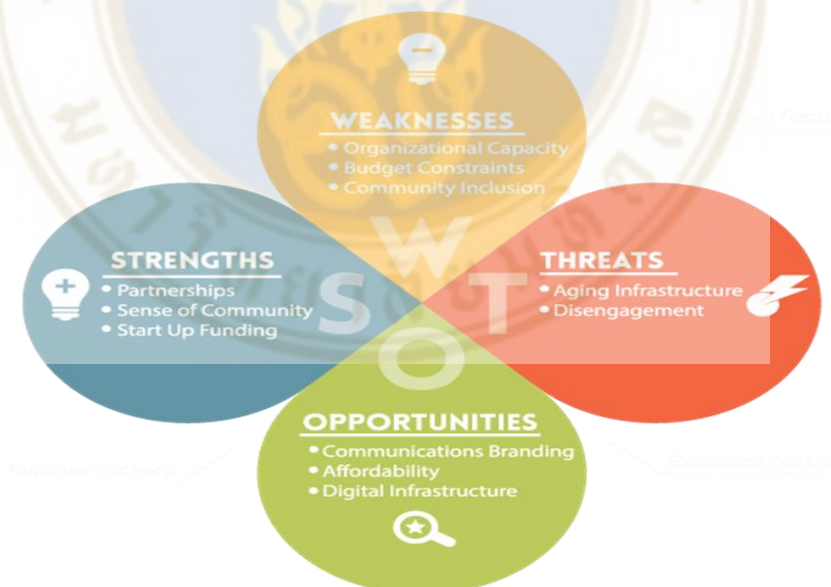 WEAKNESSES
• Organizational Capacity
• Budget Constraints
• Community Inclusion
STRENGTHS
• Partnerships
• Sense of Community
• Start Up Funding
THREATS
• Aging Infrastructure
• Disengagement
W
S T
O
OPPORTUNITIES
• Communications Branding
• Affordability
• Digital Infrastructure